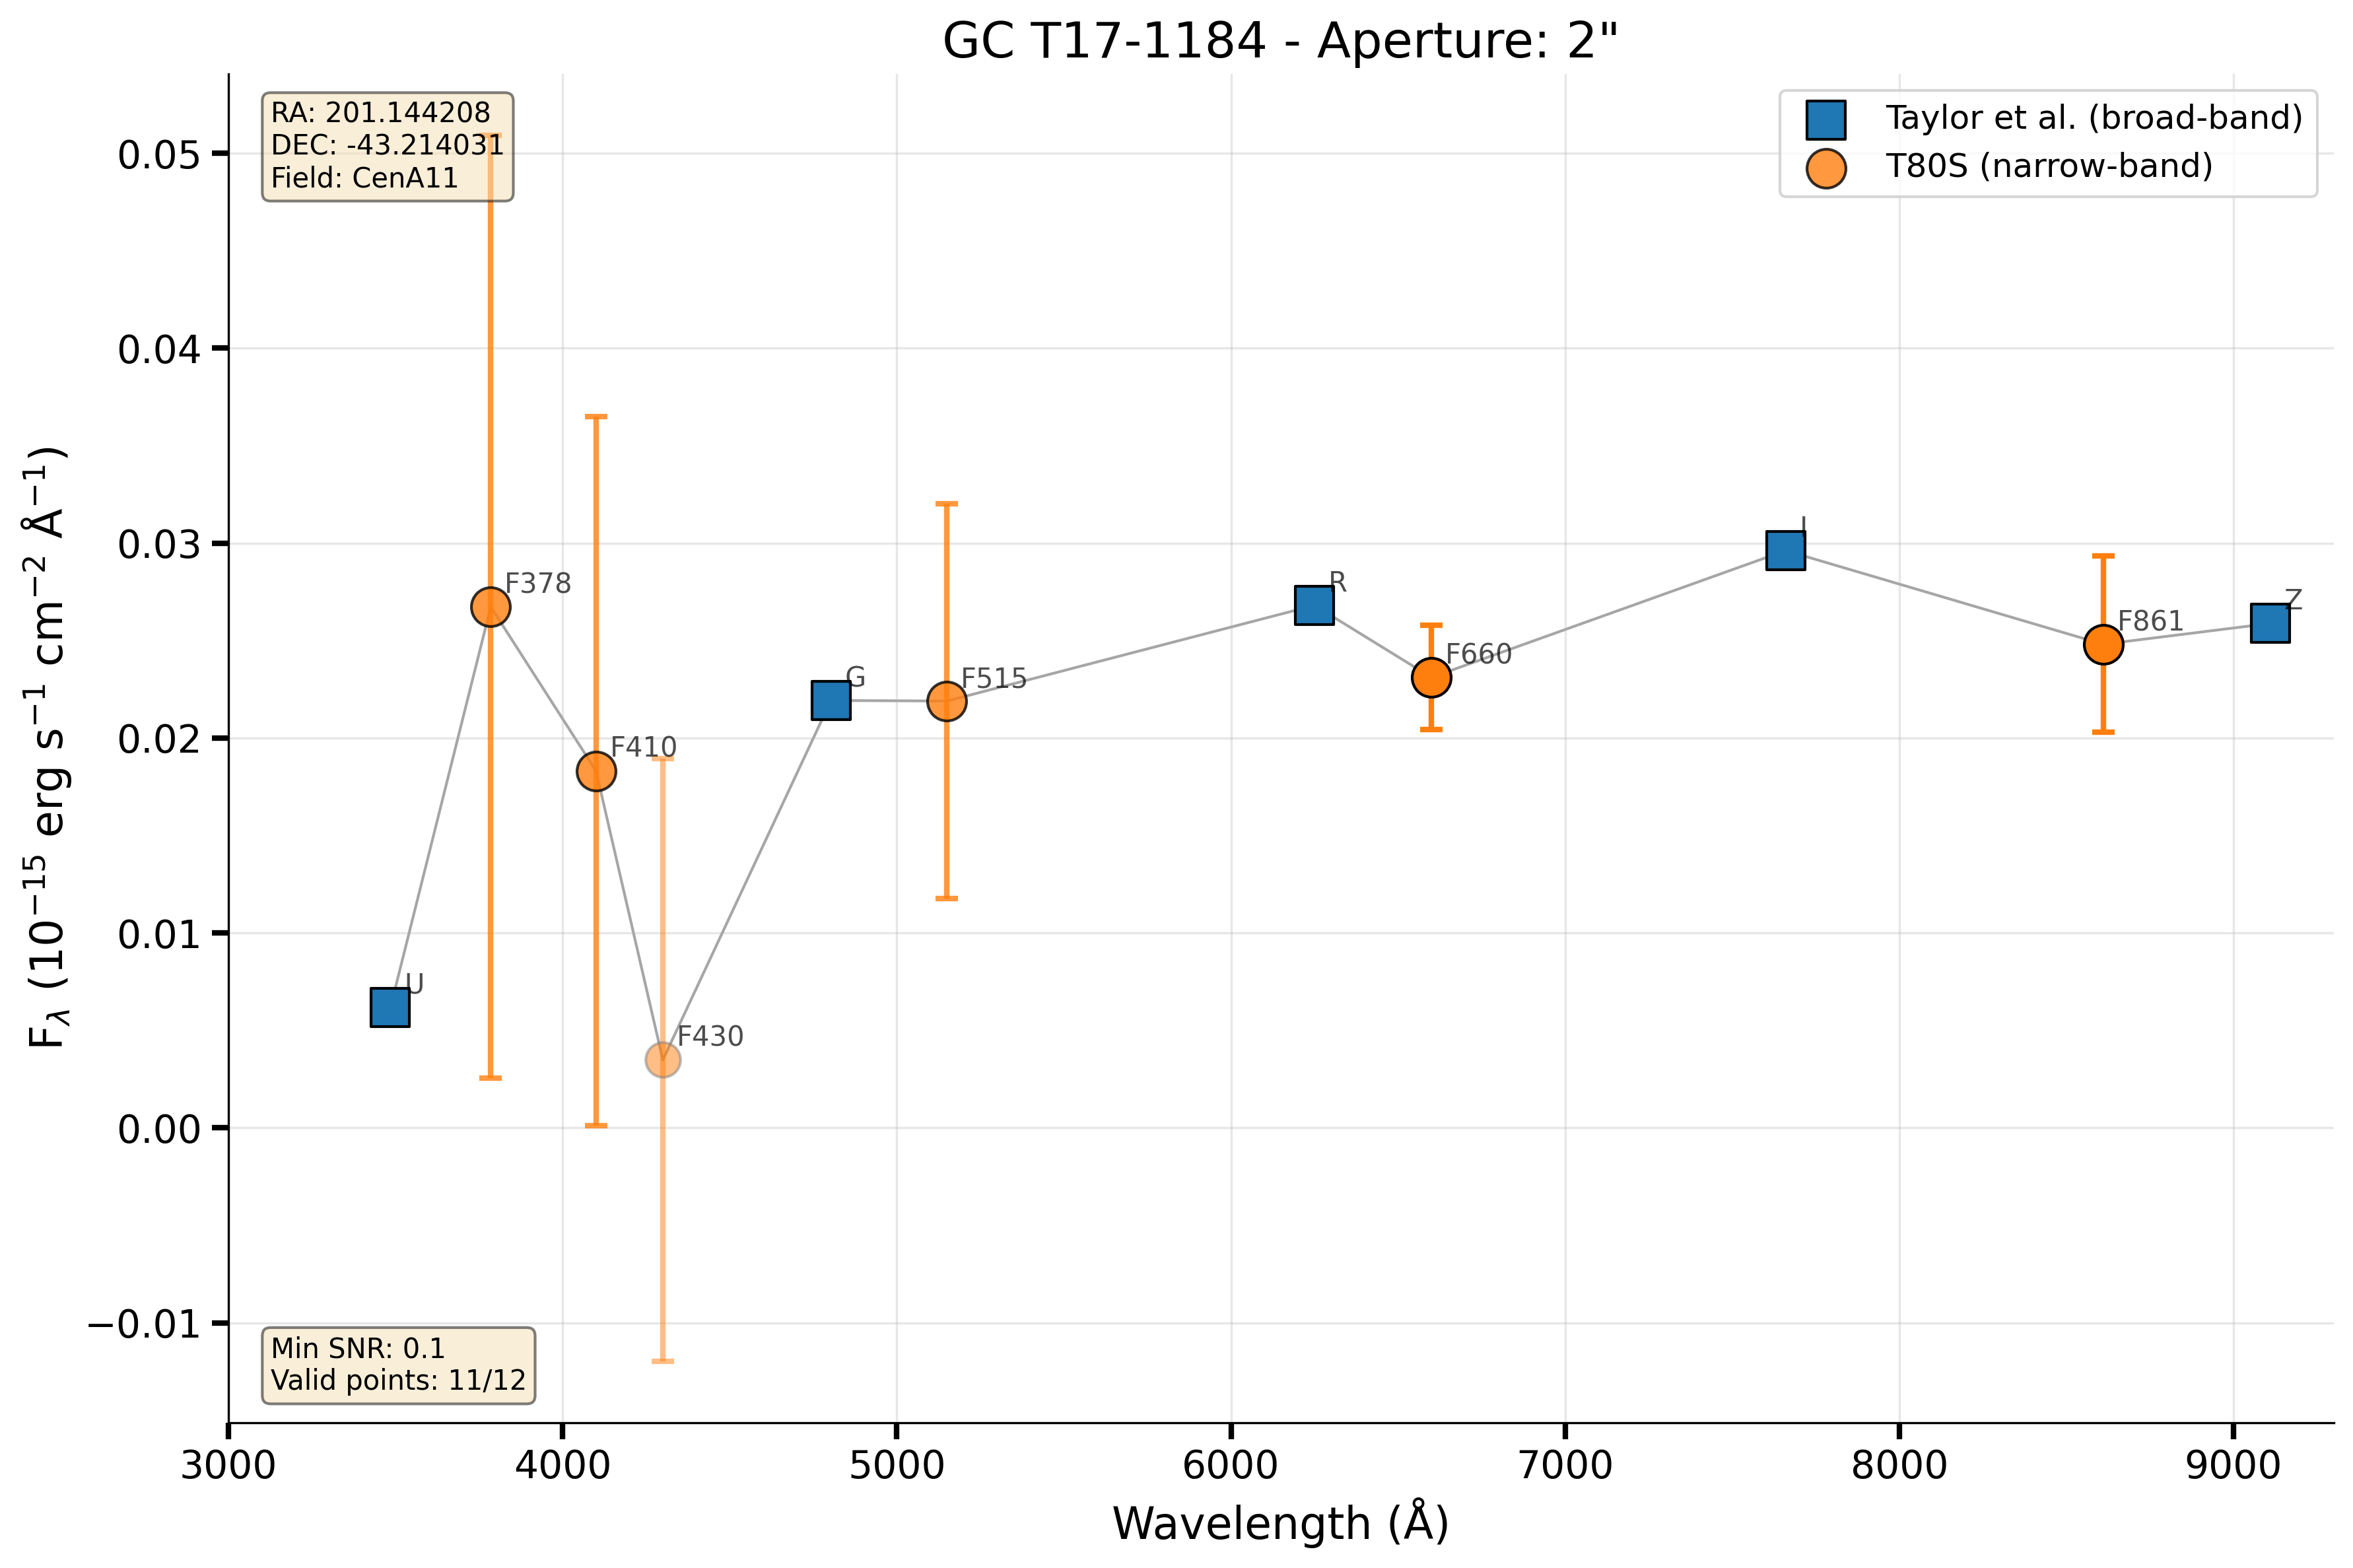 GC T17-1184 - Aperture: 2"
RA: 201.144208
DEC: -43.214031
Field: CenA11
Taylor et al. (broad-band)
T80S (narrow-band)
F$_{λ}$ (10$^{−15}$ erg s$^{−1}$ cm$^{−2}$ Å$^{−1}$)
0.05
0.04
0.03
0.02
0.01
0.00
−0.01
U
F378
F410
F430
G
F515
R
F660
I
F861
Z
Min SNR: 0.1
Valid points: 11/12
3000
4000
5000
6000
7000
8000
9000
Wavelength (Å)